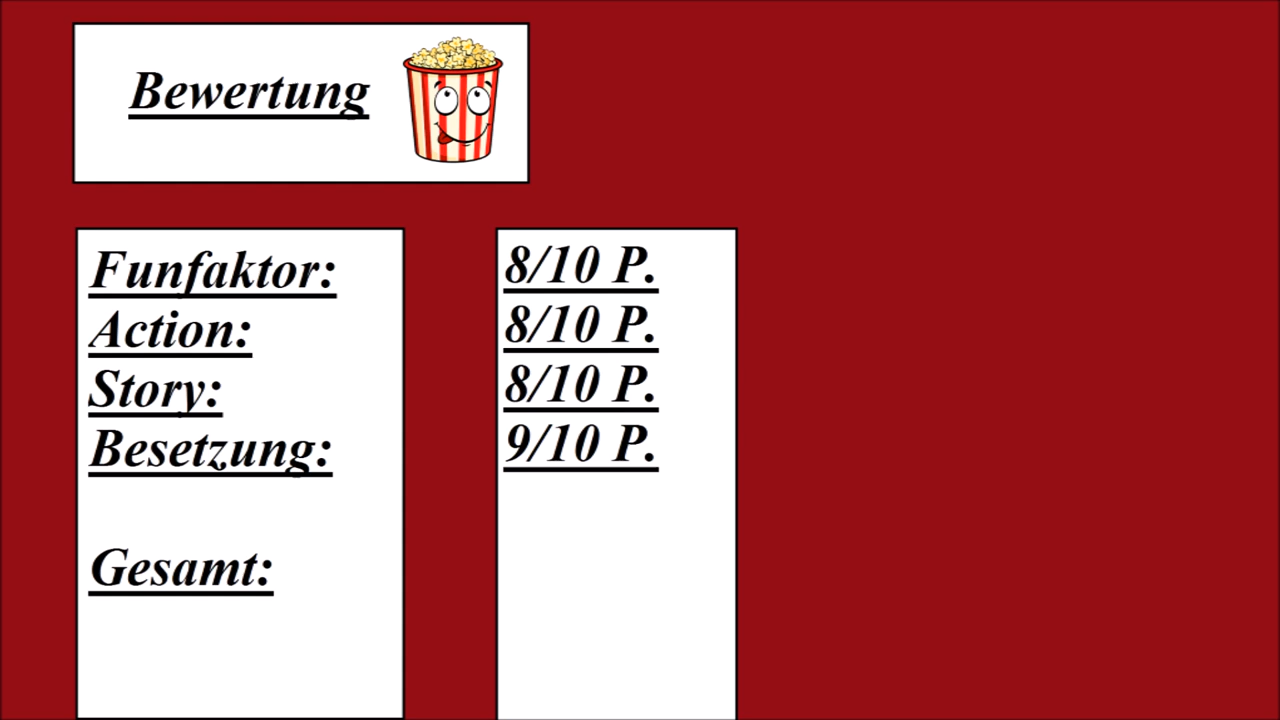 Bewertung
Funfaktor: 8/10 P.
Action: 8/10 P.
Story: 8/10 P.
Besetzung: 9/10 P.
Gesamt: